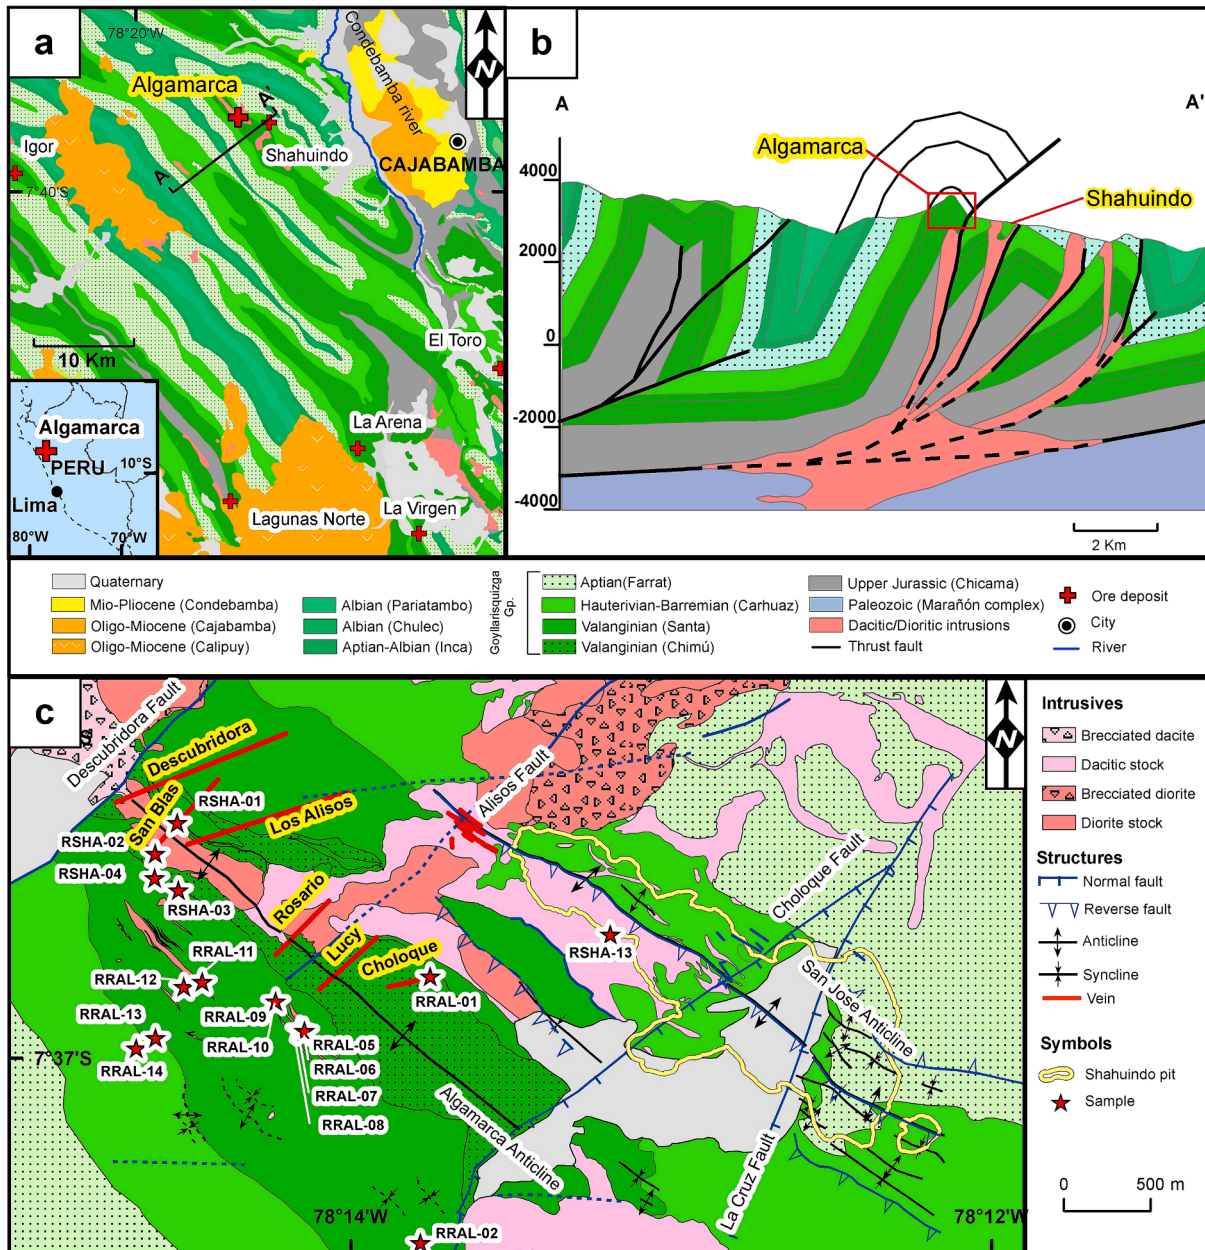 a
78°20'W
Condebamba river
N
Algamarca
A'
Igor
Shahuindo
CAJABAMBA
7°40'S
A
10 Km
El Toro
La Arena
Lagunas Norte
La Virgen
Algamarca
PERU
10°S
Lima
80°W
70°W
b
A
A'
Algamarca
Shahuindo
4000
2000
0
-2000
-4000
2 Km
Quaternary
Mio-Pliocene (Condebamba)
Oligo-Miocene (Cajabamba)
Oligo-Miocene (Calipuy)
Albian (Pariatambo)
Albian (Chulec)
Aptian-Albian (Inca)
Goyllarisquizga
Gp.
Aptian(Farrat)
Hauterivian-Barremian (Carhuaz)
Valanginian (Santa)
Valanginian (Chimú)
Upper Jurassic (Chicama)
Paleozoic (Marañón complex)
Dacitic/Dioritic intrusions
Thrust fault
Ore deposit
City
River
c
N
Descubridora Fault
Descubridora
San Blas
RSHA-01
Los Alisos
Alisos Fault
RSHA-02
RSHA-04
RSHA-03
Rosario
Lucy
Choloque
Choloque Fault
RSHA-13
RRAL-11
RRAL-12
RRAL-01
San Jose Anticline
RRAL-13
RRAL-09
RRAL-10
RRAL-05
RRAL-06
RRAL-07
RRAL-08
7°37'S
RRAL-14
Algamarca Anticline
La Cruz Fault
78°14'W
78°12'W
RRAL-02
Intrusives
Brecciated dacite
Dacitic stock
Brecciated diorite
Diorite stock
Structures
Normal fault
Reverse fault
Anticline
Syncline
Vein
Symbols
Shahuindo pit
Sample
0
500 m